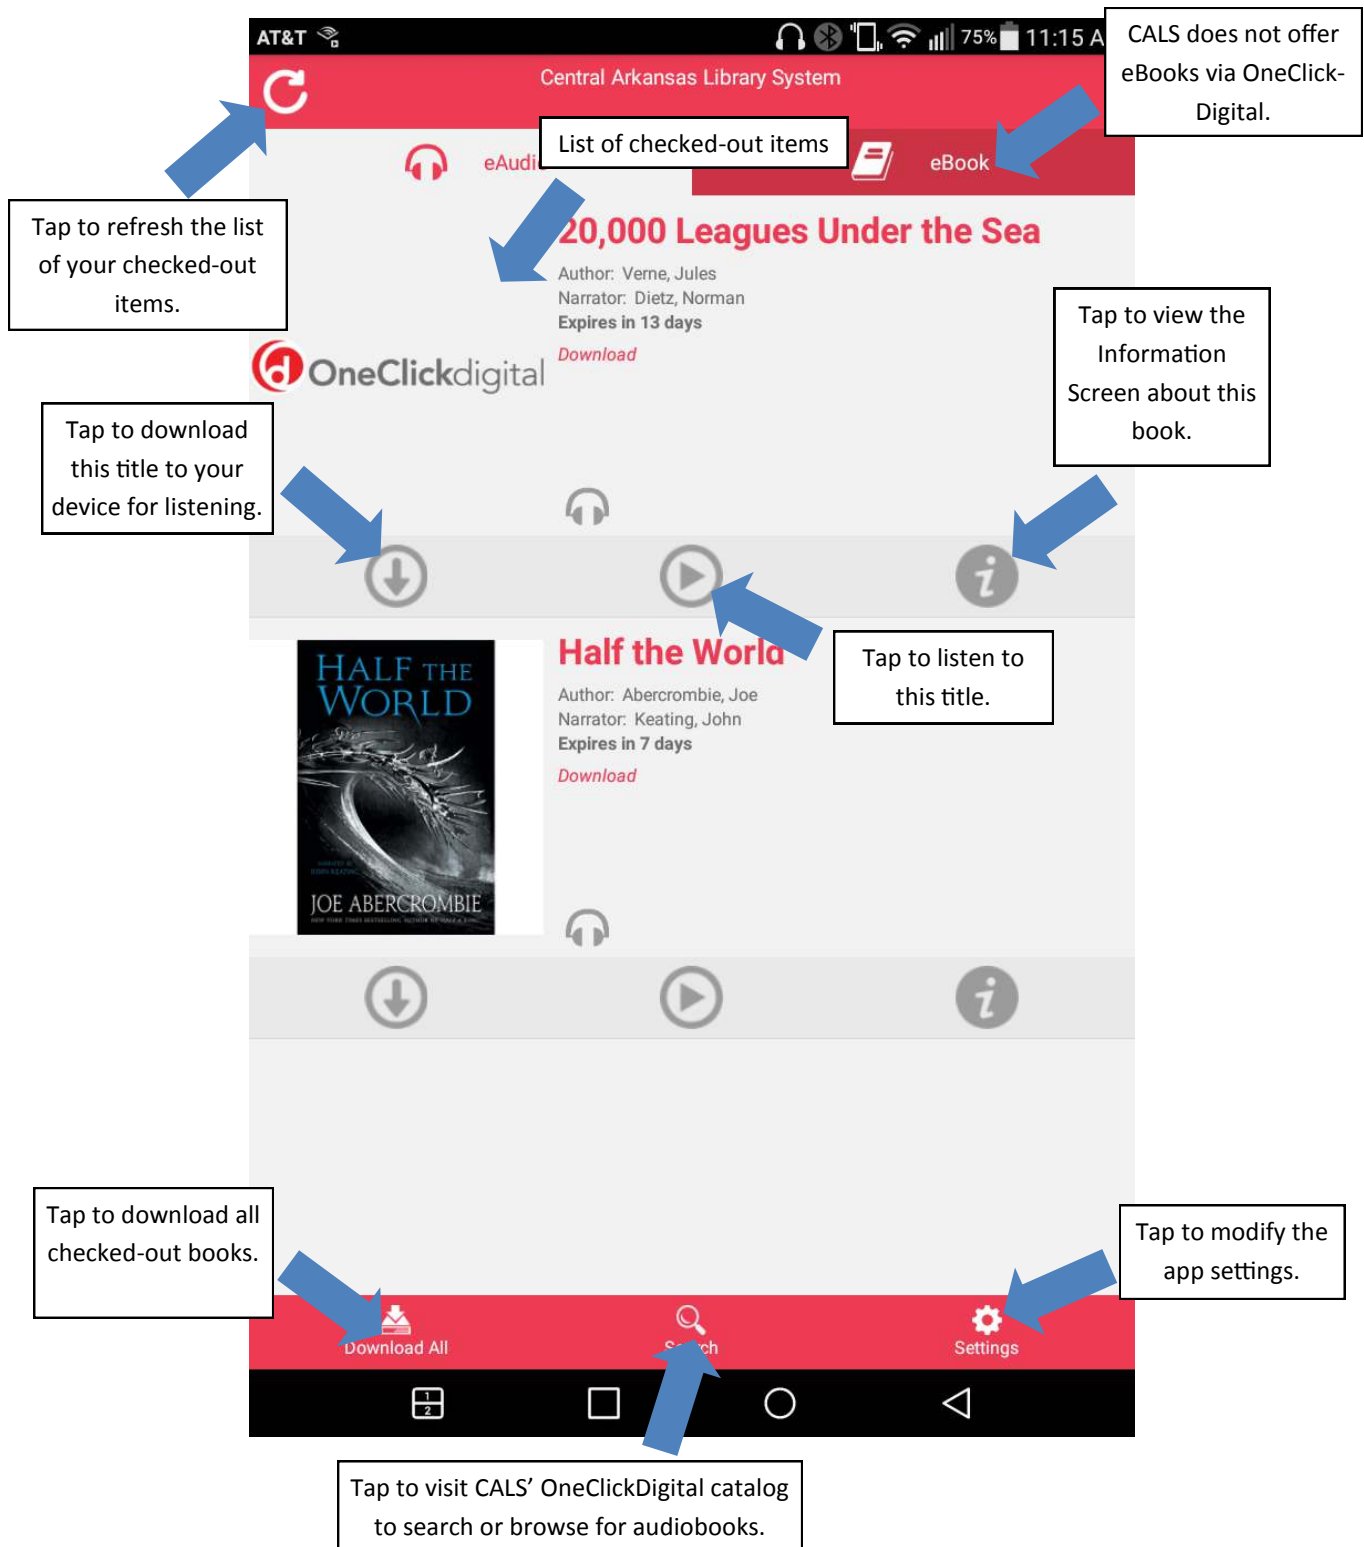 AT&T
75% 11:15 A
CALS does not offer
eBooks via OneClick-
Digital.
Central Arkansas Library System
List of checked-out items
eAudi
eBook
Tap to refresh the list
of your checked-out
items.
20,000 Leagues Under the Sea
Author: Verne, Jules
Narrator: Dietz, Norman
Expires in 13 days
Download
OneClickdigital
Tap to view the
Information
Screen about this
book.
Tap to download
this title to your
device for listening.
Tap to listen to
this title.
HALF THE
WORLD
JOE ABERCROMBIE
Half the World
Author: Abercrombie, Joe
Narrator: Keating, John
Expires in 7 days
Download
Tap to download all
checked-out books.
Tap to modify the
app settings.
Download All
Search
Settings
1
2
Tap to visit CALS’ OneClickDigital catalog
to search or browse for audiobooks.